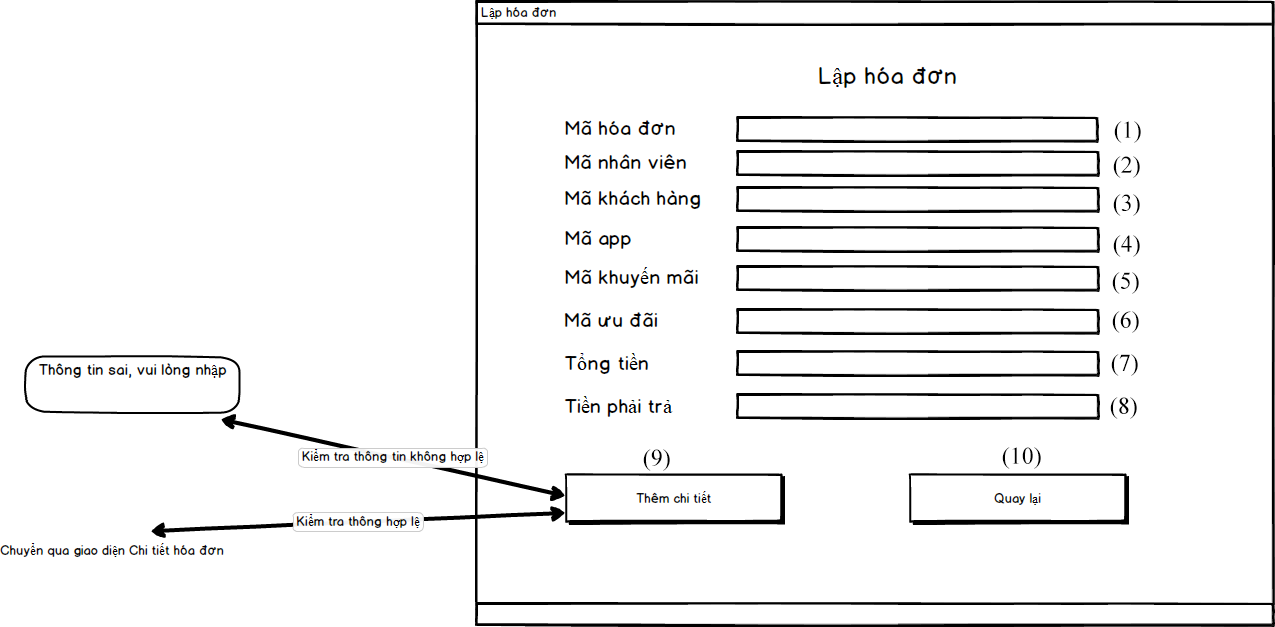 Lập hóa đơn
Lập hóa đơn
Mã hóa đơn (1)
Mã nhân viên (2)
Mã khách hàng (3)
Mã app (4)
Mã khuyến mãi (5)
Mã ưu đãi (6)
Tổng tiền (7)
Tiền phải trả (8)
Thông tin sai, vui lòng nhập
Kiểm tra thông tin không hợp lệ
(9) (10)
Thêm chi tiết Quay lại
Kiểm tra thông hợp lệ
Chuyển qua giao diện Chi tiết hóa đơn